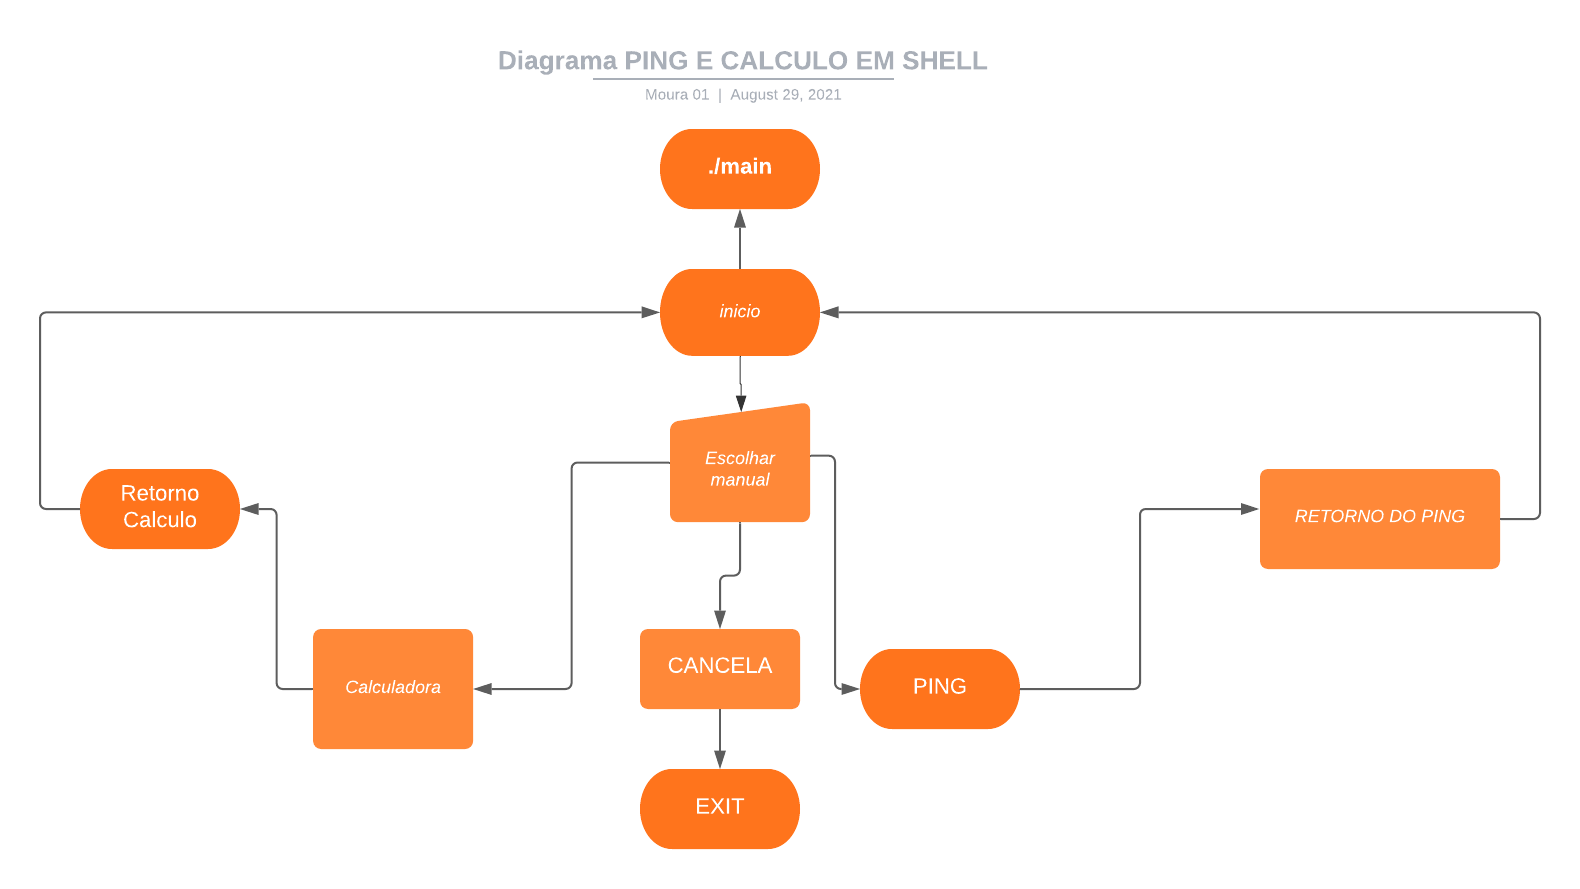 Diagrama PING E CALCULO EM SHELL
Moura 01 | August 29, 2021
./main
inicio
Escolhar
manual
Retorno
Calculo
RETORNO DO PING
Calculadora
CANCELA
PING
EXIT